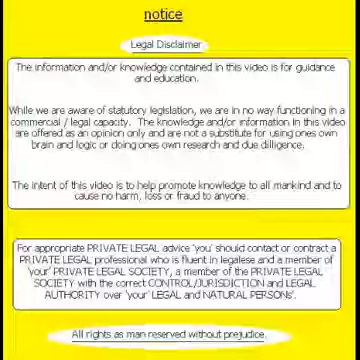 notice
Legal Disclaimer
The information and/or knowledge contained in this video is for guidance
and education.
While we are aware of statutory legislation, we are in no way functioning in a
commercial / legal capacity. The knowledge and/or information in this video
are offered as an opinion only and are not a substitute for using ones own
brain and logic or doing ones own research and due dilligence.
The intent of this video is to help promote knowledge to all mankind and to
cause no harm, loss or fraud to anyone.
For appropriate PRIVATE LEGAL advice 'you' should contact or contract a
PRIVATE LEGAL professional who is fluent in legalese and a member of
'your' PRIVATE LEGAL SOCIETY, a member of the PRIVATE LEGAL
SOCIETY with the correct CONTROL/JURISDICTION and LEGAL
AUTHORITY over 'your' LEGAL and NATURAL PERSONs'.
All rights as man reserved without prejudice.